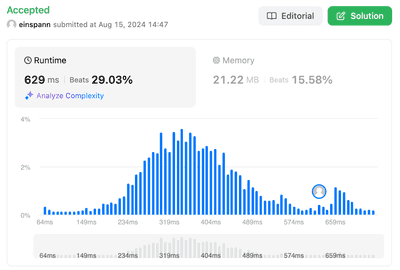 Accepted
einspann submitted at Aug 15, 2024 14:47
Editorial
Solution
Runtime
629 ms | Beats 29.03%
Analyze Complexity
Memory
21.22 MB | Beats 15.58%
4%
2%
0%
64ms 149ms 234ms 319ms 404ms 489ms 574ms 659ms
64ms 149ms 234ms 319ms 404ms 489ms 574ms 659ms